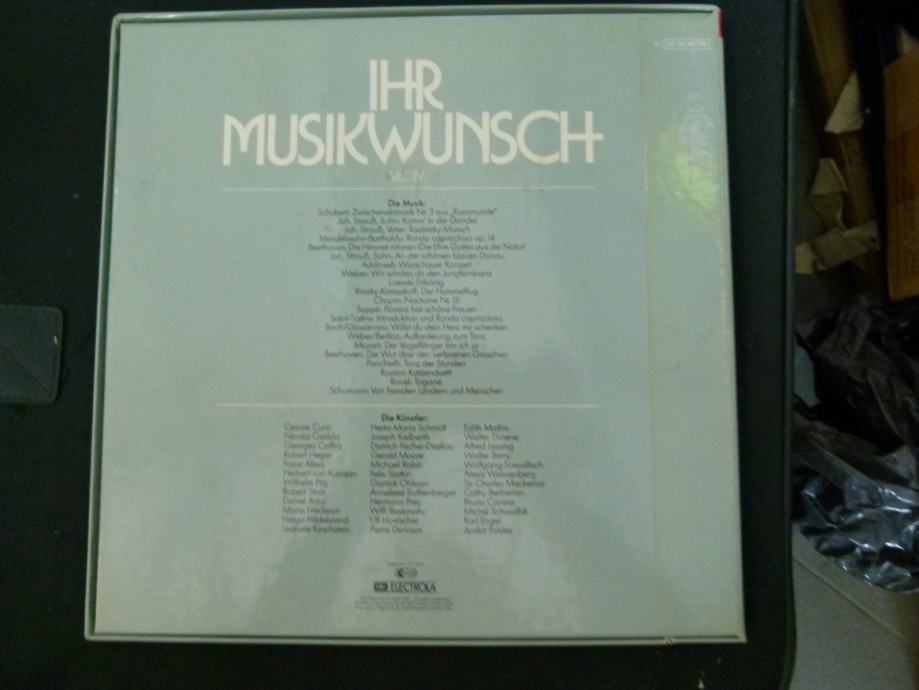 IHR
MUSIKWUNSCH
Vol. IV
Die Musik:
Schubert: Zwischenaktmusik Nr. 3 aus „Rosamunde"
Joh. Strauß, Sohn: Komm' in die Gondel
Joh. Strauß, Vater: Radetzky-Marsch
Mendelssohn-Bartholdy: Rondo capriccioso op. 14
Beethoven: Die Himmel rühmen (Die Ehre Gottes aus der Natur)
Joh. Strauß, Sohn: An der schönen blauen Donau
Addinsell: Warschauer Konzert
Weber: Wir winden dir den Jungfernkranz
Loewe: Erlkönig
Rimsky-Korssakoff: Der Hummelflug
Chopin: Nocturne Nr. 15
Suppé: Florenz hat schöne Frauen
Saint-Saëns: Introduktion und Rondo capriccioso
Bach/Giovannini: Willst du dein Herz mir schenken
Weber/Berlioz: Aufforderung zum Tanz
Mozart: Der Vogelfänger bin ich ja
Beethoven: Die Wut über den verlorenen Groschen
Ponchielli: Tanz der Stunden
Rossini: Katzenduett
Ravel: Tzigane
Schumann: Von fremden Ländern und Menschen
Die Künstler:
Cesare Curzi
Nicolai Gedda
Georges Cziffra
Robert Heger
Franz Allers
Herbert von Karajan
Wilhelm Pitz
Robert Stolz
Daniel Adni
Maria Friederun
Helga Hildebrand
Leonore Kirschstein
Herta-Maria Schmidt
Joseph Keilberth
Dietrich Fischer-Dieskau
Gerald Moore
Michael Rabin
Felix Slatkin
Garrick Ohlsson
Anneliese Rothenberger
Hermann Prey
Willi Boskovsky
Ulf Hoelscher
Pierre Dervaux
Edith Mathis
Walter Thoene
Alfred Lessing
Walter Berry
Wolfgang Sawallisch
Alexis Weissenberg
Sir Charles Mackerras
Cathy Berberian
Bruno Canino
Michel Schwalbé
Karl Engel
Andor Foldes
EMI ELECTROLA